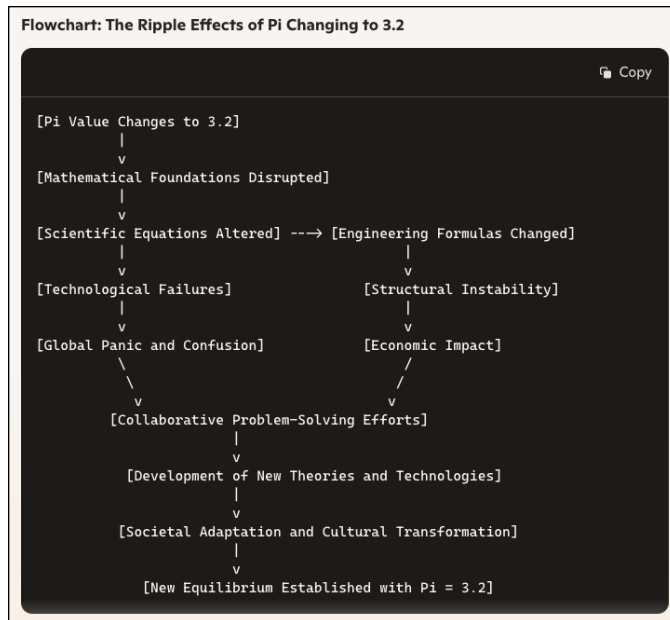 Flowchart: The Ripple Effects of Pi Changing to 3.2
Copy
[Pi Value Changes to 3.2]
|
v
[Mathematical Foundations Disrupted]
|
v
[Scientific Equations Altered] ---> [Engineering Formulas Changed]
| |
v v
[Technological Failures] [Structural Instability]
| |
v v
[Global Panic and Confusion] [Economic Impact]
\ /
\ /
v v
[Collaborative Problem-Solving Efforts]
|
v
[Development of New Theories and Technologies]
|
v
[Societal Adaptation and Cultural Transformation]
|
v
[New Equilibrium Established with Pi = 3.2]